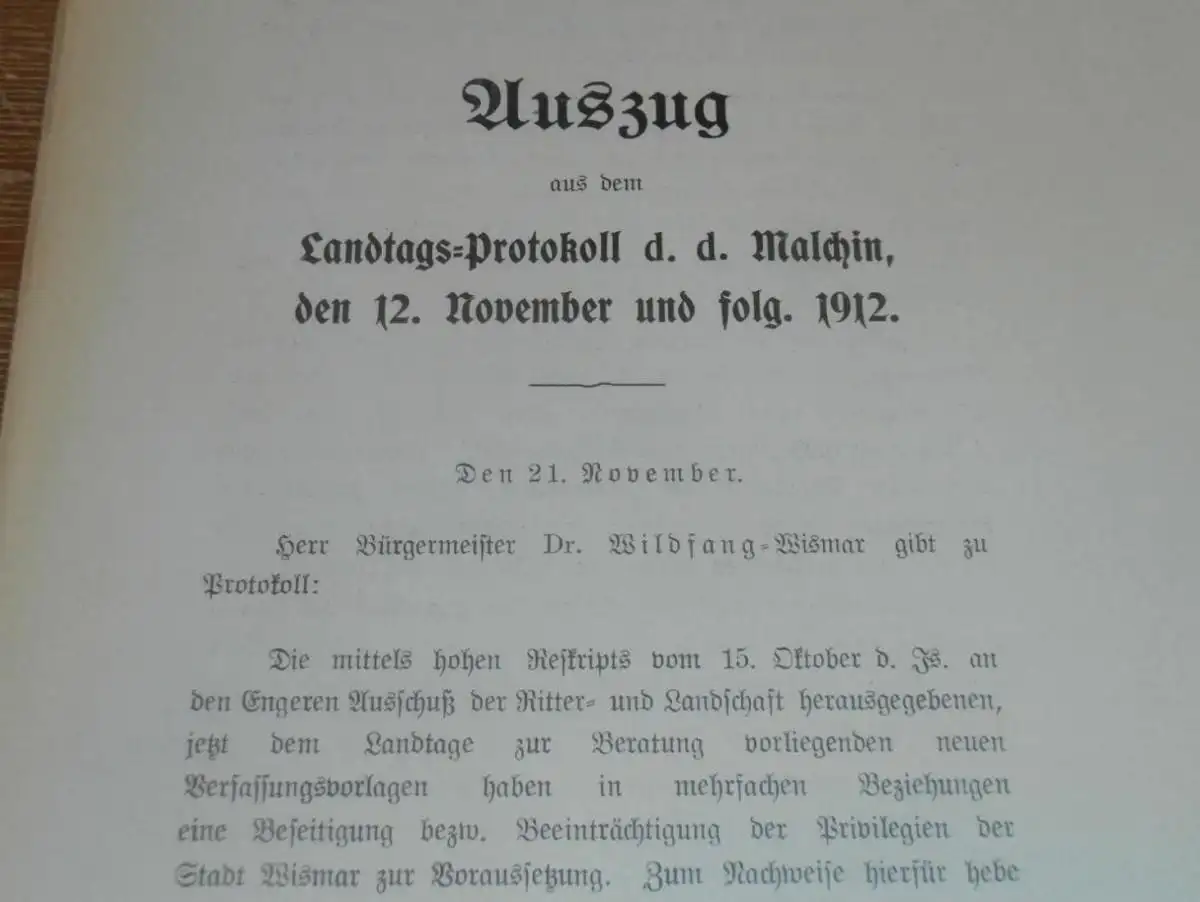 Auszug
aus dem
Landtags=Protokoll d. d. Malchin,
den 12. November und folg. 1912.
Den 21. November.
Herr Bürgermeister Dr. Wildfang=Wismar gibt zu
Protokoll:
Die mittels hohen Reskripts vom 15. Oktober d. Js. an
den Engeren Ausschuß der Ritter= und Landschaft herausgegebenen,
jetzt dem Landtage zur Beratung vorliegenden neuen
Verfassungsvorlagen haben in mehrfachen Beziehungen
eine Beseitigung bezw. Beeinträchtigung der Privilegien der
Stadt Wismar zur Voraussetzung. Zum Nachweise hierfür hebe